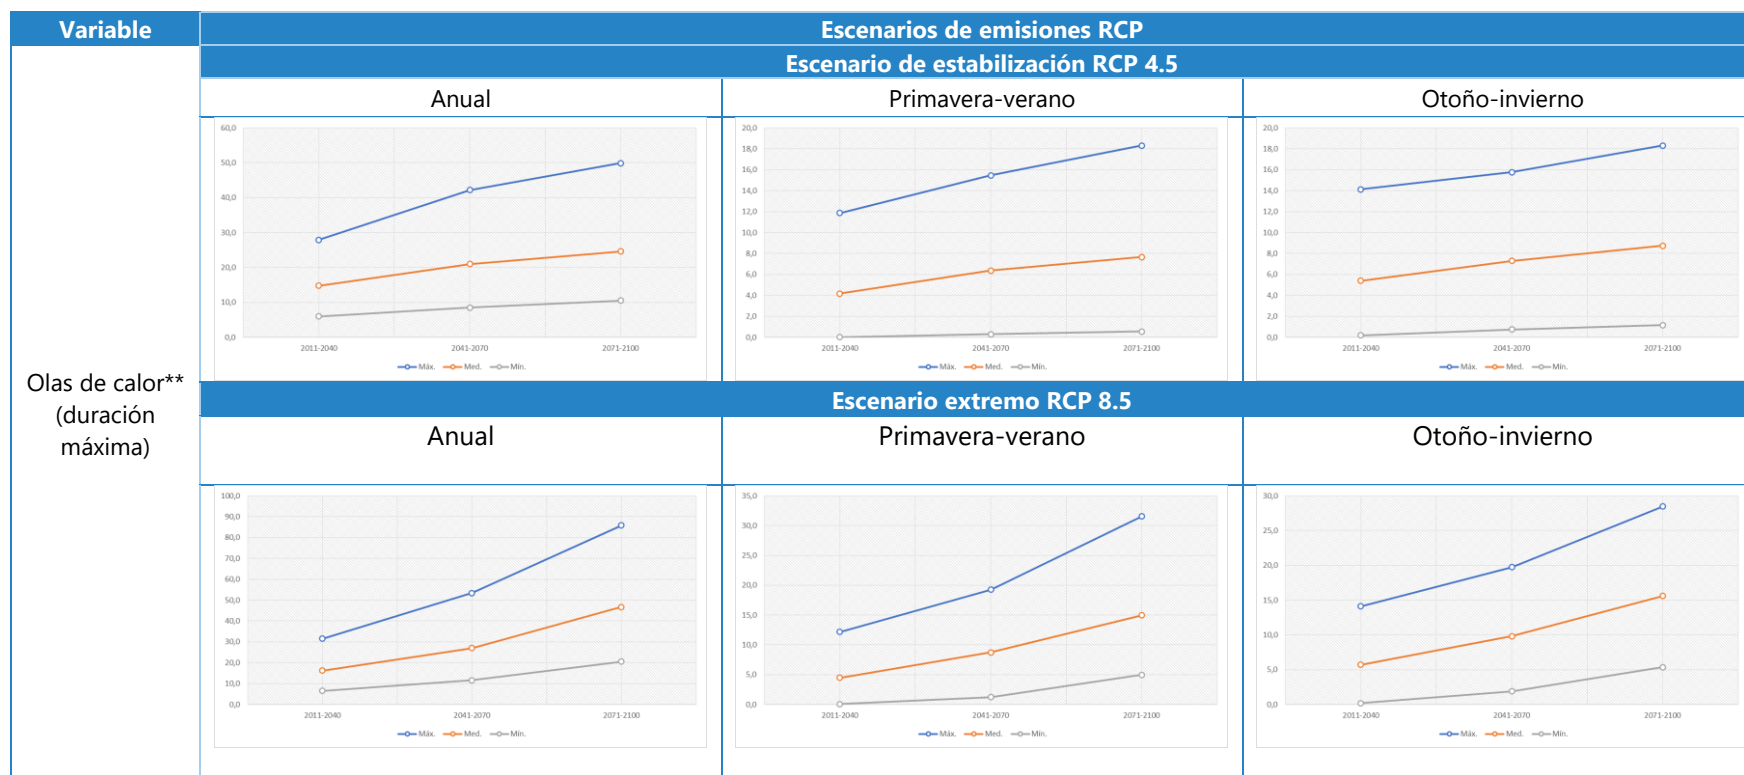 Variable
Escenarios de emisiones RCP
Escenario de estabilización RCP 4.5
Anual
Primavera-verano
Otoño-invierno
60,0
50,0
40,0
30,0
20,0
10,0
0,0
2011-2040
2041-2070
2071-2100
Máx.
Med.
Mín.
20,0
18,0
16,0
14,0
12,0
10,0
8,0
6,0
4,0
2,0
0,0
2011-2040
2041-2070
2071-2100
Máx.
Med.
Mín.
20,0
18,0
16,0
14,0
12,0
10,0
8,0
6,0
4,0
2,0
0,0
2011-2040
2041-2070
2071-2100
Máx.
Med.
Mín.
Olas de calor**
(duración
máxima)
Escenario extremo RCP 8.5
Anual
Primavera-verano
Otoño-invierno
100,0
90,0
80,0
70,0
60,0
50,0
40,0
30,0
20,0
10,0
0,0
2011-2040
2041-2070
2071-2100
Máx.
Med.
Mín.
35,0
30,0
25,0
20,0
15,0
10,0
5,0
0,0
2011-2040
2041-2070
2071-2100
Máx.
Med.
Mín.
30,0
25,0
20,0
15,0
10,0
5,0
0,0
2011-2040
2041-2070
2071-2100
Máx.
Med.
Mín.